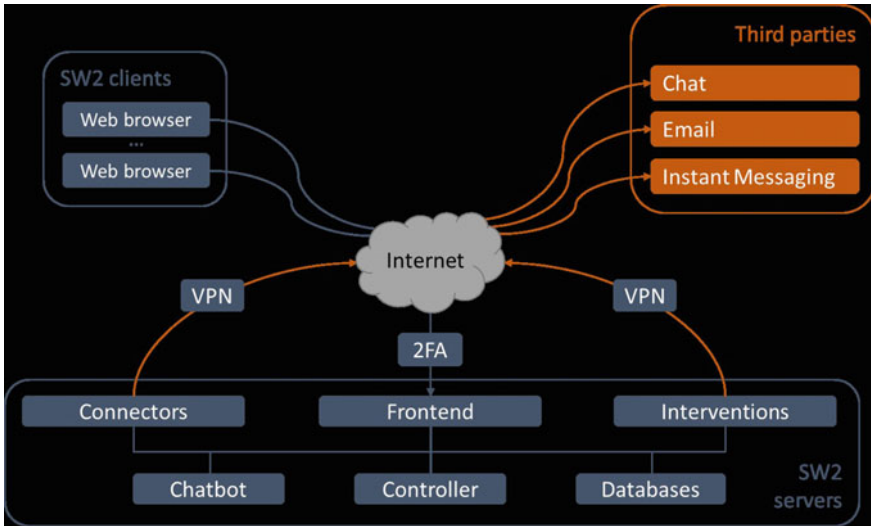 Third parties
SW2 clients
Chat
Web browser
Email
...
Web browser
Instant Messaging
Internet
VPN
VPN
2FA
Connectors
Frontend
Interventions
Chatbot
Controller
Databases
SW2
servers